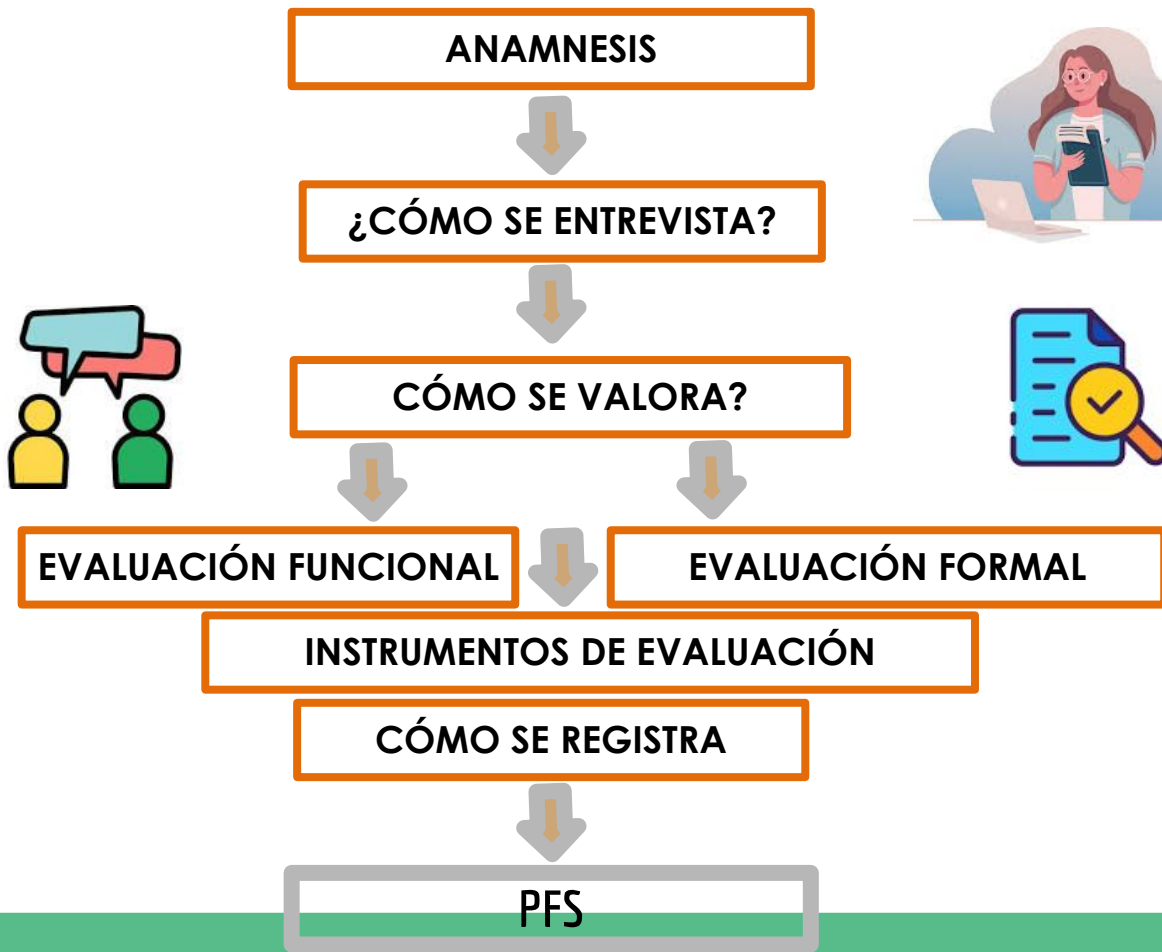 ANAMNESIS
¿CÓMO SE ENTREVISTA?
CÓMO SE VALORA?
EVALUACIÓN FUNCIONAL
EVALUACIÓN FORMAL
INSTRUMENTOS DE EVALUACIÓN
CÓMO SE REGISTRA
PFS